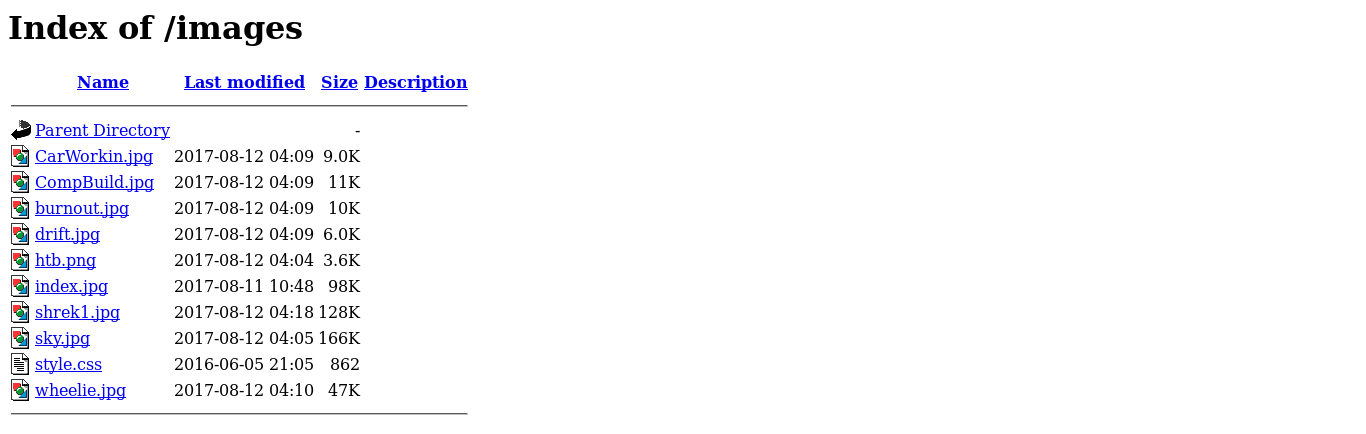 Index of /images
Name Last modified Size Description
Parent Directory -
CarWorkin.jpg 2017-08-12 04:09 9.0K
CompBuild.jpg 2017-08-12 04:09 11K
burnout.jpg 2017-08-12 04:09 10K
drift.jpg 2017-08-12 04:09 6.0K
htb.png 2017-08-12 04:04 3.6K
index.jpg 2017-08-11 10:48 98K
shrek1.jpg 2017-08-12 04:18 128K
sky.jpg 2017-08-12 04:05 166K
style.css 2016-06-05 21:05 862
wheelie.jpg 2017-08-12 04:10 47K